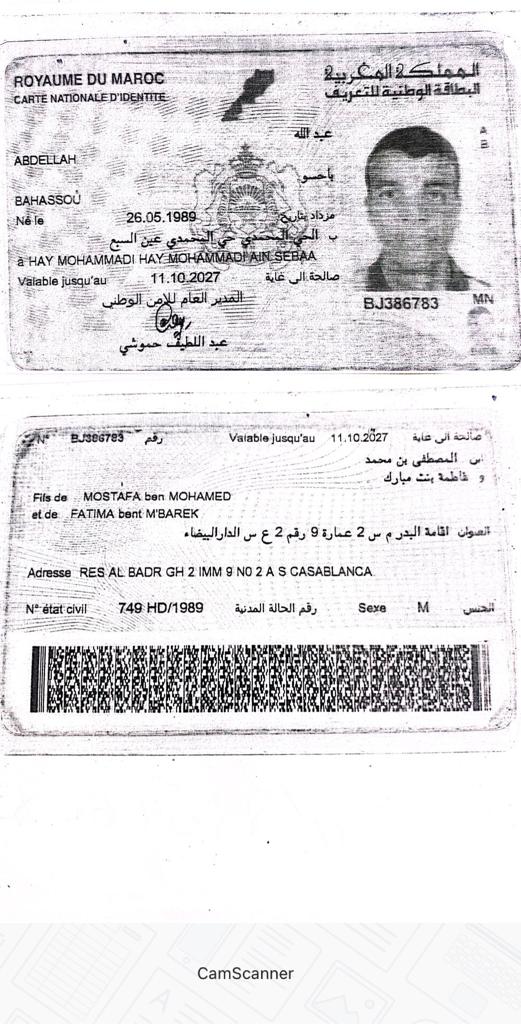 ROYAUME DU MAROC
المملكة المغربية
CARTE NATIONALE D'IDENTITE
البطاقة الوطنية للتعريف
عبد الله
ABDELLAH
باحسو
BAHASSOU
Né le 26.05.1989 مزداد بتاريخ
ب الحي المحمدي حي المحمدي عين السبع
à HAY MOHAMMADI HAY MOHAMMADI AIN SEBAA
Valable jusqu'au 11.10.2027 صالحة الى غاية
المدير العام للامن الوطني
عبد اللطيف حموشي
BJ386783
MN
N° BJ386783 رقم Valable jusqu'au 11.10.2027 صالحة الى غاية
بن المصطفى بن محمد
و فاطمة بنت مبارك
Fils de MOSTAFA ben MOHAMED
et de FATIMA bent M'BAREK
العنوان اقامة البدر م س 2 عمارة 9 رقم 2 ع س الدارالبيضاء
Adresse RES AL BADR GH 2 IMM 9 N0 2 A S CASABLANCA
N° état civil 749 HD/1989 رقم الحالة المدنية Sexe M الجنس
CamScanner